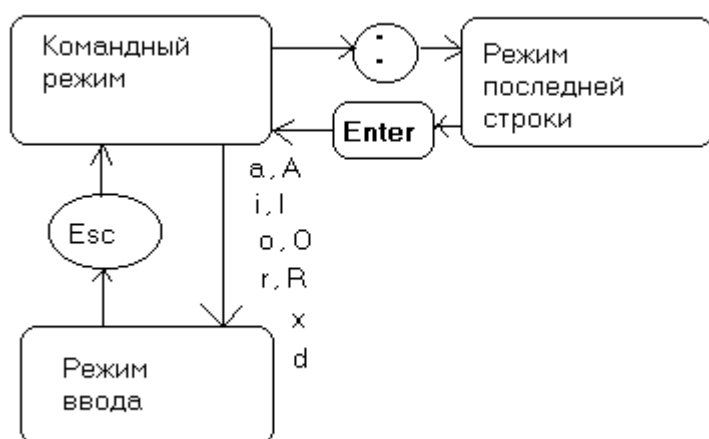 Командный
режим
:
Режим
последней
строки
Enter
a, A
i, I
o, O
r, R
x
d
Esc
Режим
ввода